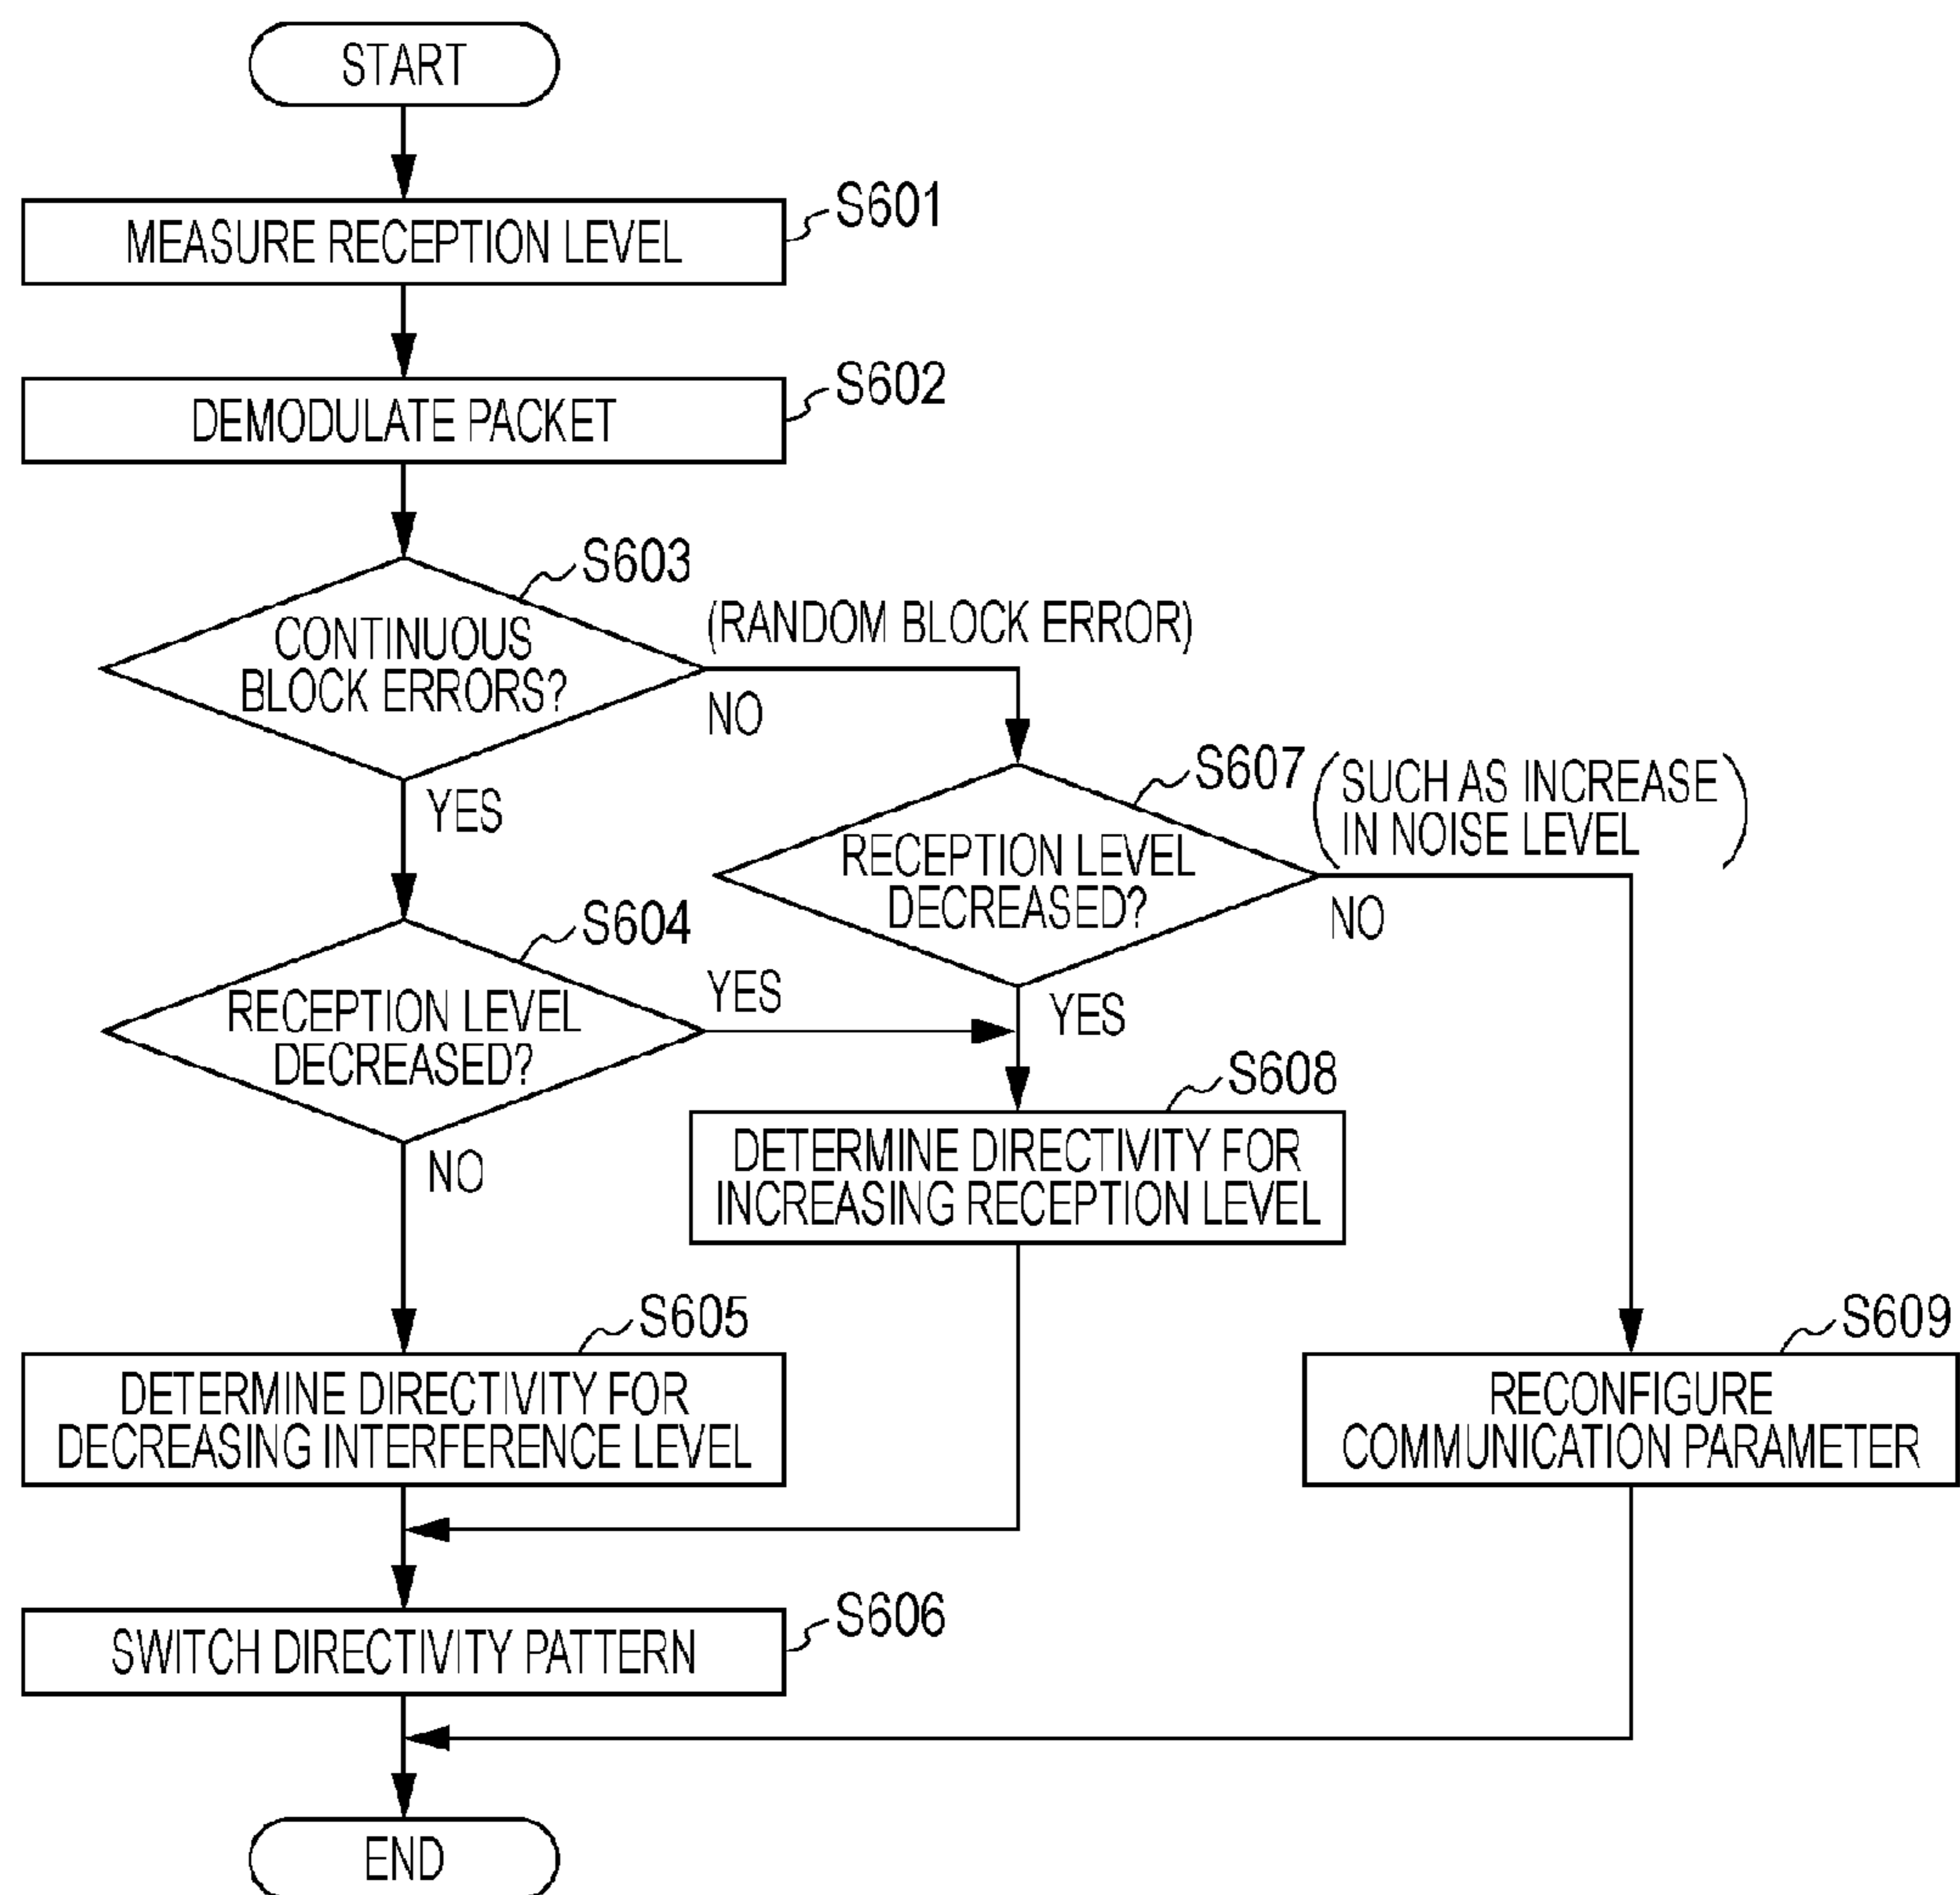 START
S601
MEASURE RECEPTION LEVEL
S602
DEMODULATE PACKET
S603
CONTINUOUS
BLOCK ERRORS?
(RANDOM BLOCK ERROR)
NO
YES
S607
(SUCH AS INCREASE
IN NOISE LEVEL)
RECEPTION LEVEL
DECREASED?
NO
YES
S604
RECEPTION LEVEL
DECREASED?
YES
NO
S608
DETERMINE DIRECTIVITY FOR
INCREASING RECEPTION LEVEL
S605
DETERMINE DIRECTIVITY FOR
DECREASING INTERFERENCE LEVEL
S609
RECONFIGURE
COMMUNICATION PARAMETER
S606
SWITCH DIRECTIVITY PATTERN
END